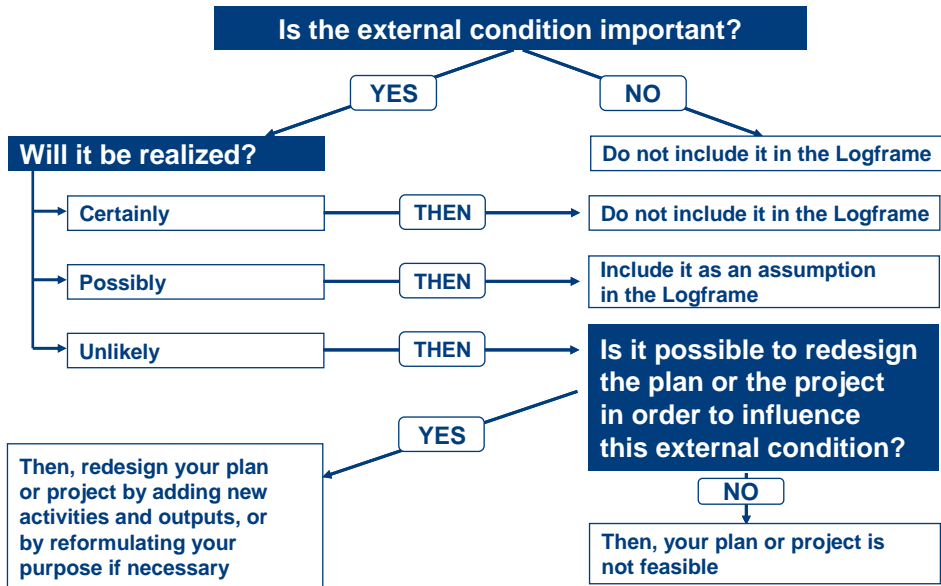 Is the external condition important?
YES
NO
Will it be realized?
Do not include it in the Logframe
Certainly
THEN
Do not include it in the Logframe
Possibly
THEN
Include it as an assumption
in the Logframe
Unlikely
THEN
Is it possible to redesign
the plan or the project
in order to influence
this external condition?
YES
Then, redesign your plan
or project by adding new
activities and outputs, or
by reformulating your
purpose if necessary
NO
Then, your plan or project is
not feasible